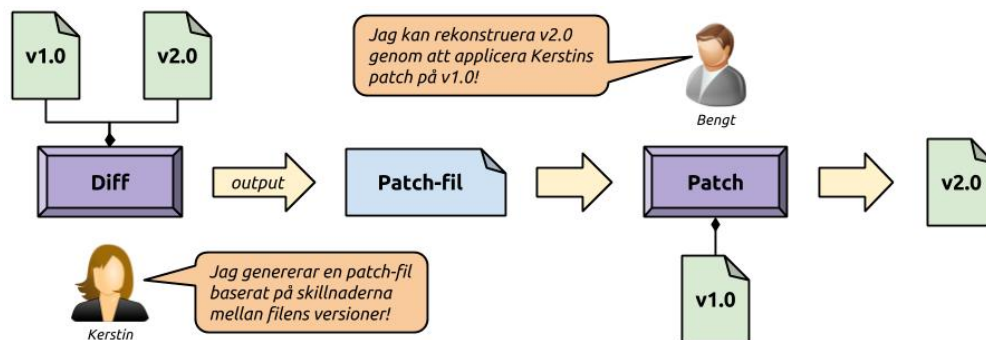 v1.0
v2.0
Jag kan rekonstruera v2.0
genom att applicera Kerstins
patch på v1.0!
Bengt
Diff
output
Patch-fil
Patch
v2.0
Jag genererar en patch-fil
baserat på skillnaderna
mellan filens versioner!
Kerstin
v1.0